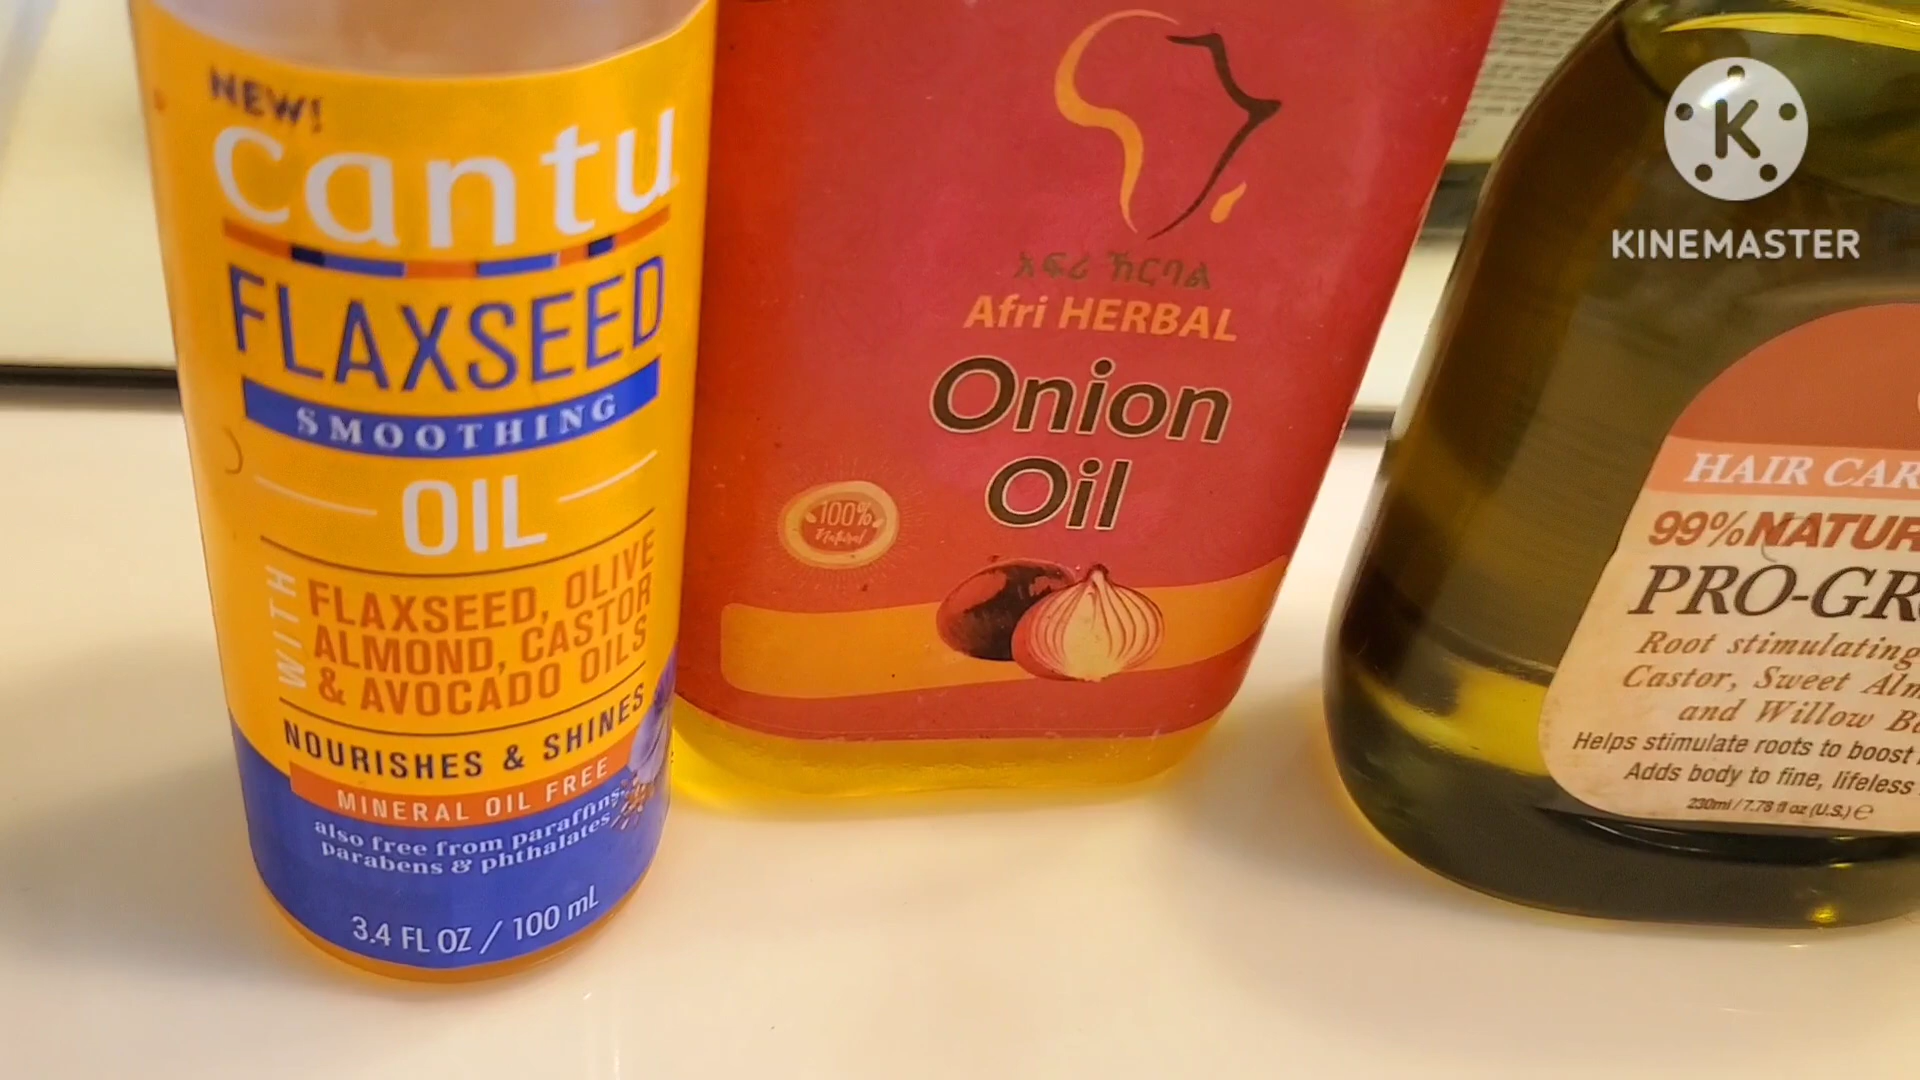 NEW!
cantu
FLAXSEED
SMOOTHING
OIL
WITH
FLAXSEED, OLIVE
ALMOND, CASTOR
& AVOCADO OILS
NOURISHES & SHINES
MINERAL OIL FREE
also free from paraffins,
parabens & phthalates
3.4 FL OZ / 100 mL
አፍሪ ኸርባል
Afri HERBAL
Onion
Oil
100%
Natural
K
KINEMASTER
HAIR CAR
99% NATUR
PRO-GR
Root stimulating
Castor, Sweet Alm
and Willow Ba
Helps stimulate roots to boost
Adds body to fine, lifeless
230ml / 7.78 fl oz (U.S.) e